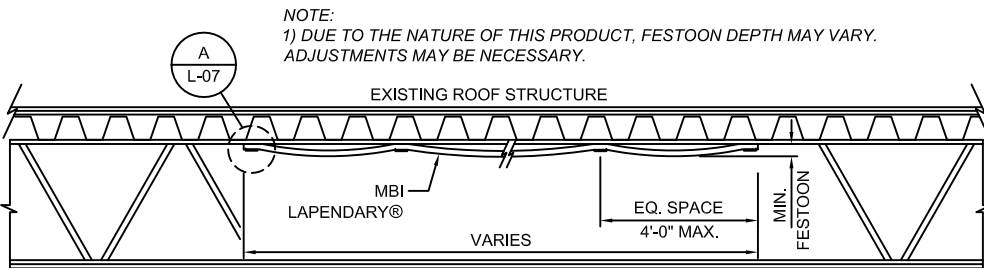 NOTE:
1) DUE TO THE NATURE OF THIS PRODUCT, FESTOON DEPTH MAY VARY.
ADJUSTMENTS MAY BE NECESSARY.
A
L-07
EXISTING ROOF STRUCTURE
MBI
LAPENDARY®
EQ. SPACE
4'-0" MAX.
VARIES
MIN.
FESTOON